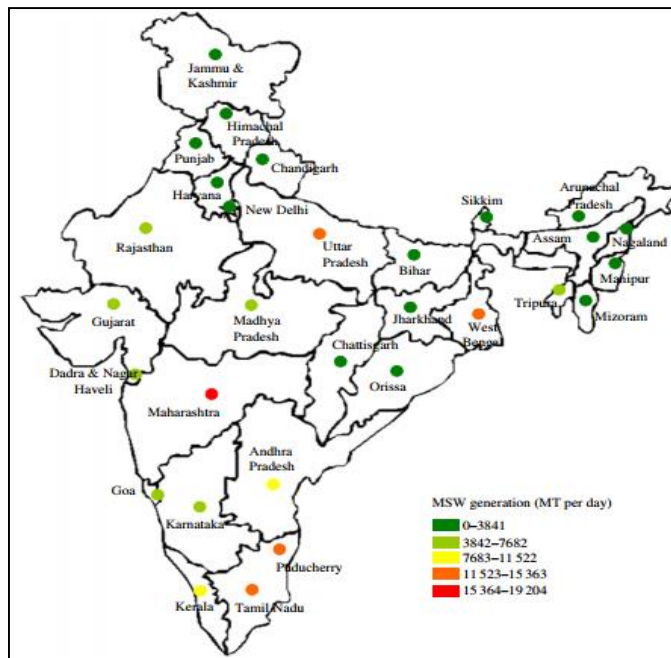 Jammu &
Kashmir
Himachal
Pradesh
Punjab
Chandigarh
Haryana
New Delhi
Sikkim
Arunachal
Pradesh
Assam
Nagaland
Rajasthan
Uttar
Pradesh
Bihar
Manipur
Tripura
Mizoram
Gujarat
Madhya
Pradesh
Jharkhand
West
Bengal
Chattisgarh
Orissa
Dadra & Nagar
Haveli
Maharashtra
Andhra
Pradesh
Goa
Karnataka
Puducherry
Kerala
Tamil Nadu
MSW generation (MT per day)
0–3841
3842–7682
7683–11 522
11 523–15 363
15 364–19 204